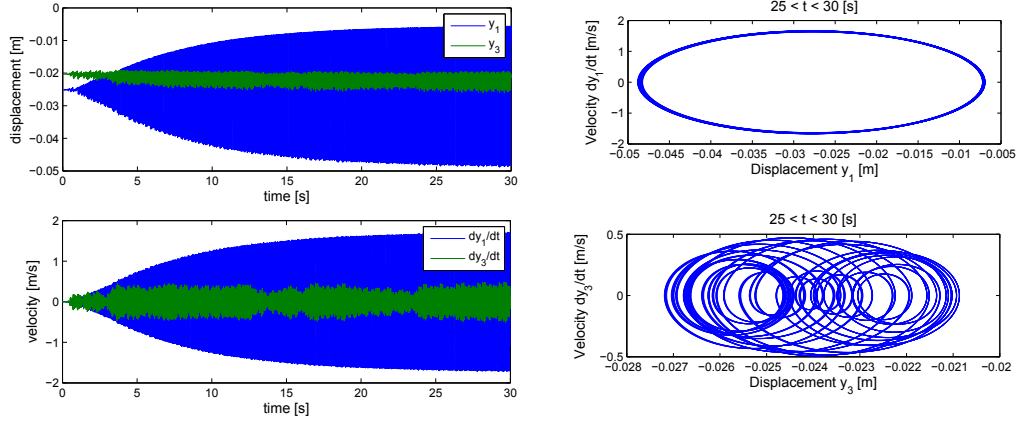 0.01
0
−0.01
−0.02
−0.03
−0.04
−0.05
displacement [m]
0 5 10 15 20 25 30
time [s]
y1
y3
25 < t < 30 [s]
2
1
0
−1
−2
Velocity dy1/dt [m/s]
−0.05 −0.045 −0.04 −0.035 −0.03 −0.025 −0.02 −0.015 −0.01 −0.005
Displacement y1 [m]
2
1
0
−1
−2
velocity [m/s]
0 5 10 15 20 25 30
time [s]
dy1/dt
dy3/dt
25 < t < 30 [s]
0.5
0
−0.5
Velocity dy3/dt [m/s]
−0.028 −0.027 −0.026 −0.025 −0.024 −0.023 −0.022 −0.021 −0.02
Displacement y3 [m]